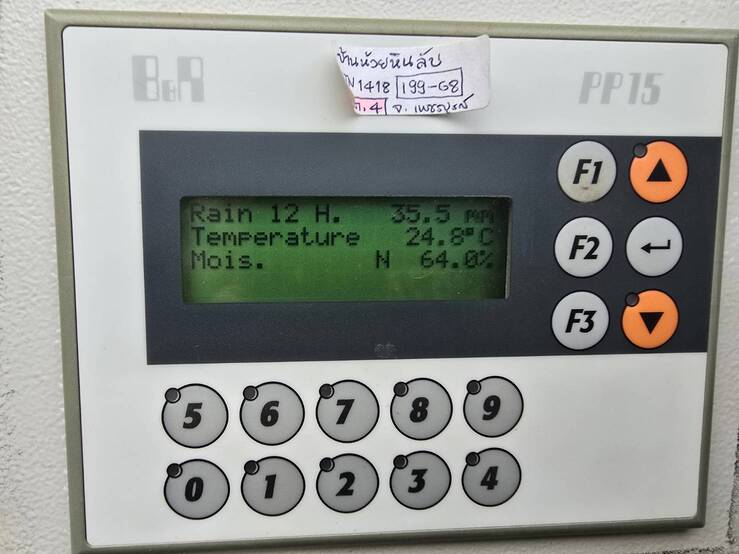 B&R
บ้านห้วยหินลับ
1418 199-G8
4 จ. เพชรบูรณ์
PP15
Rain 12 H. 35.5 mm
Temperature 24.8°C
Mois. N 64.0%
F1
F2
F3
5 6 7 8 9
0 1 2 3 4